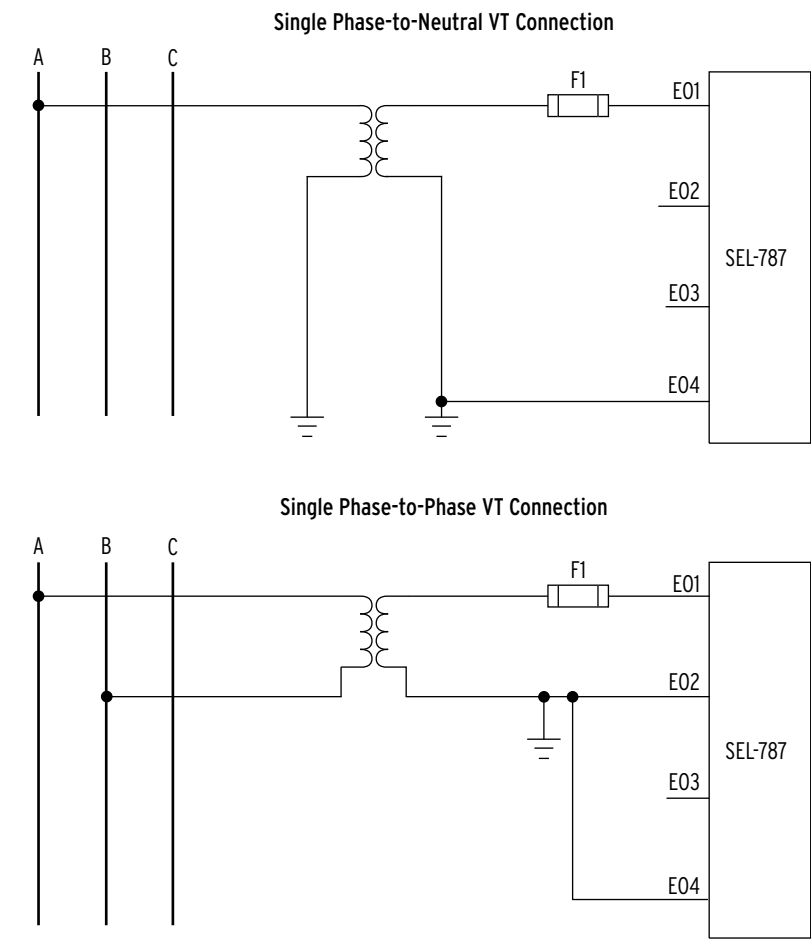 Single Phase-to-Neutral VT Connection
A B C
F1
E01
E02
SEL-787
E03
E04
Single Phase-to-Phase VT Connection
A B C
F1
E01
E02
SEL-787
E03
E04